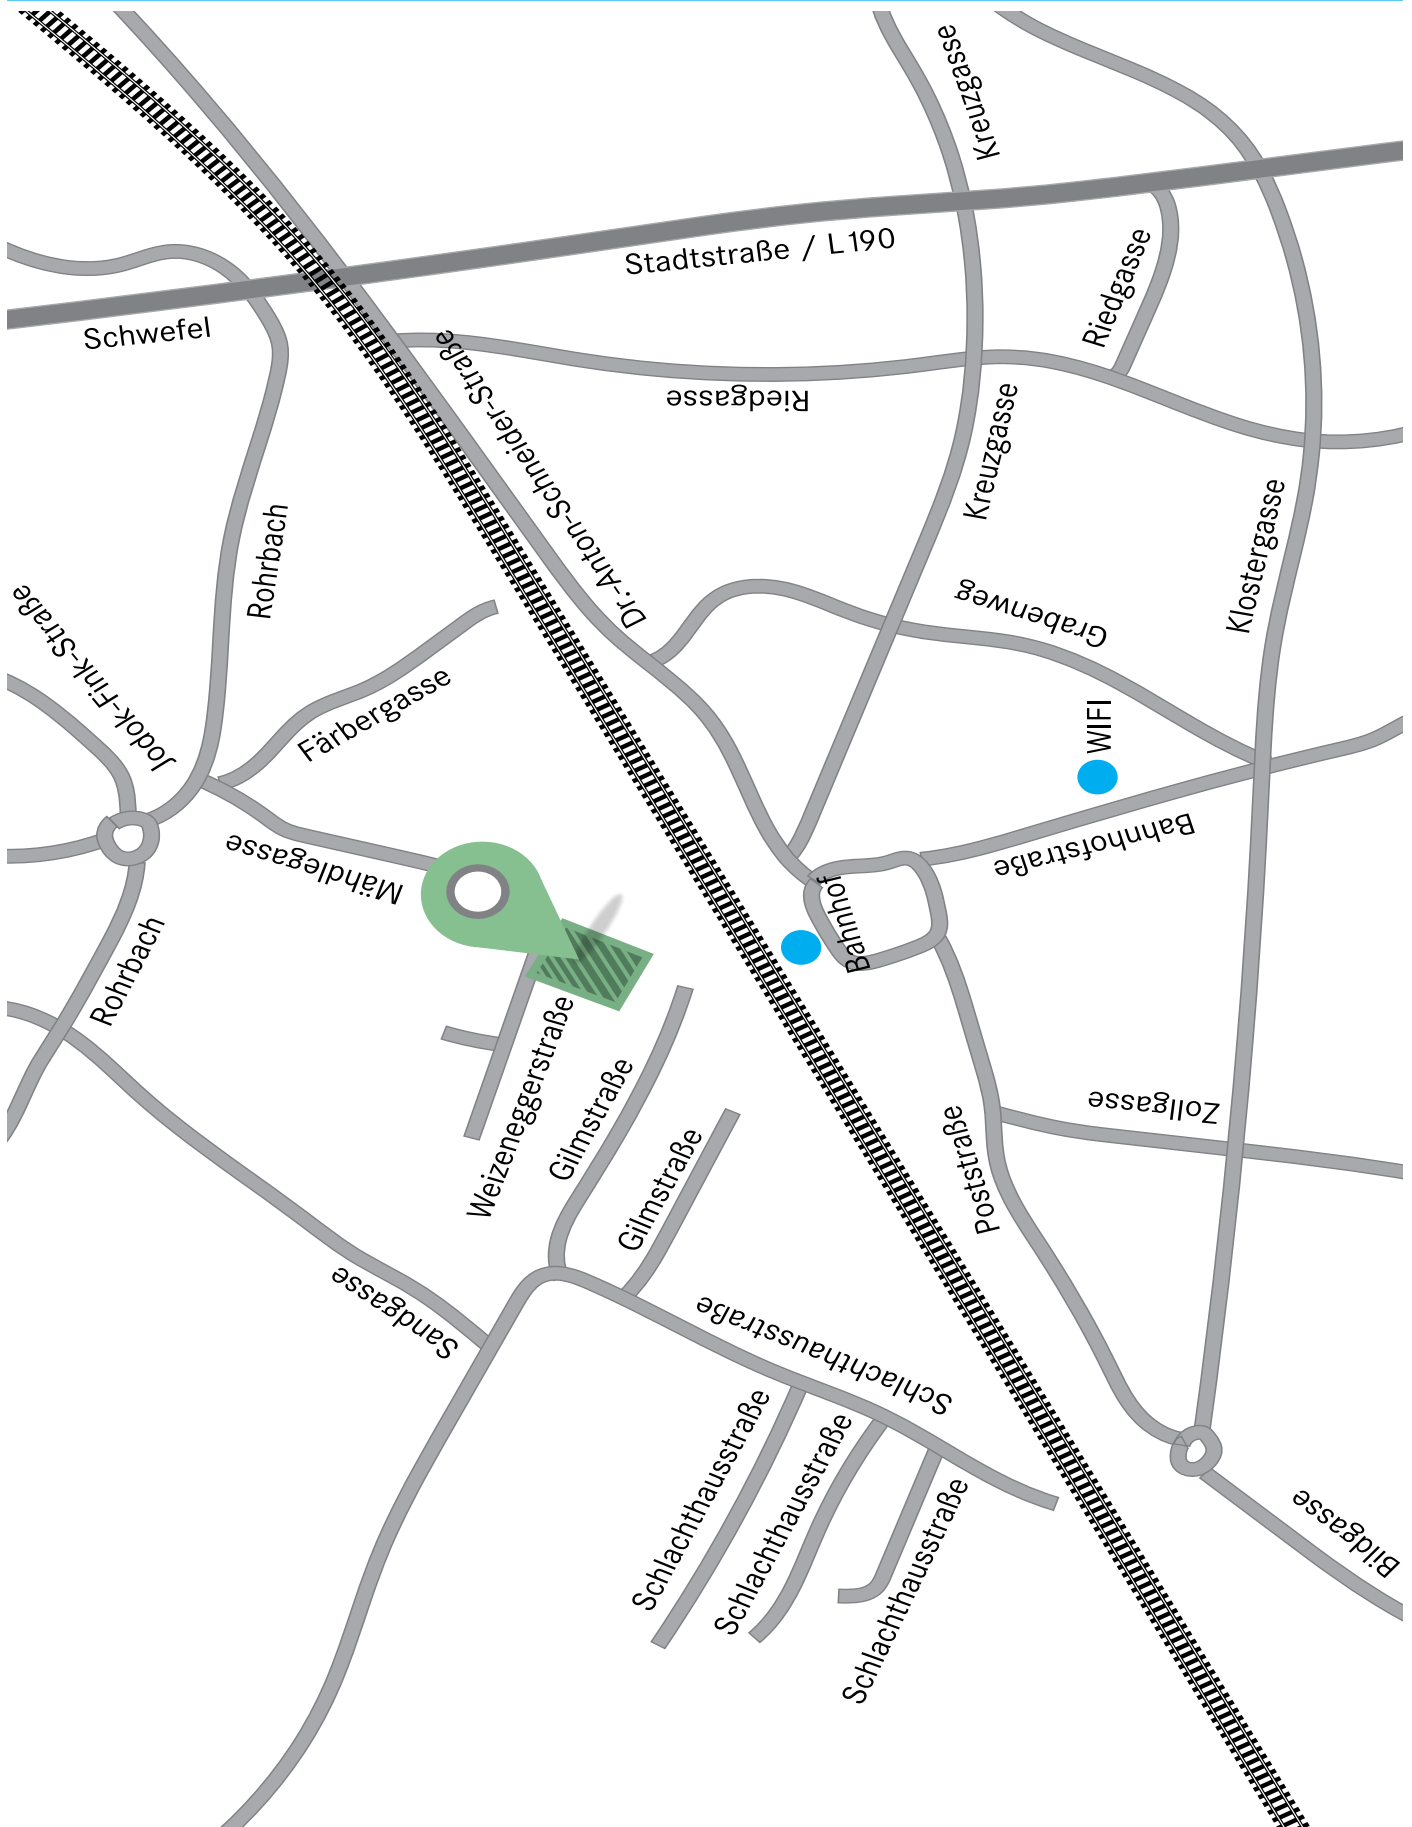 Kreuzgasse
Stadtstraße / L190
Riedgasse
Schwefel
Dr.-Anton-Schneider-Straße
Riedgasse
Kreuzgasse
Klostergasse
Rohrbach
Grabenweg
Jodok-Fink-Straße
Färbergasse
WIFI
Bahnhofstraße
Mähdlegasse
Bahnhof
Rohrbach
Weizeneggerstraße
Gilmstraße
Zollgasse
Poststraße
Gilmstraße
Sandgasse
Schlachthausstraße
Schlachthausstraße
Schlachthausstraße
Schlachthausstraße
Bildgasse